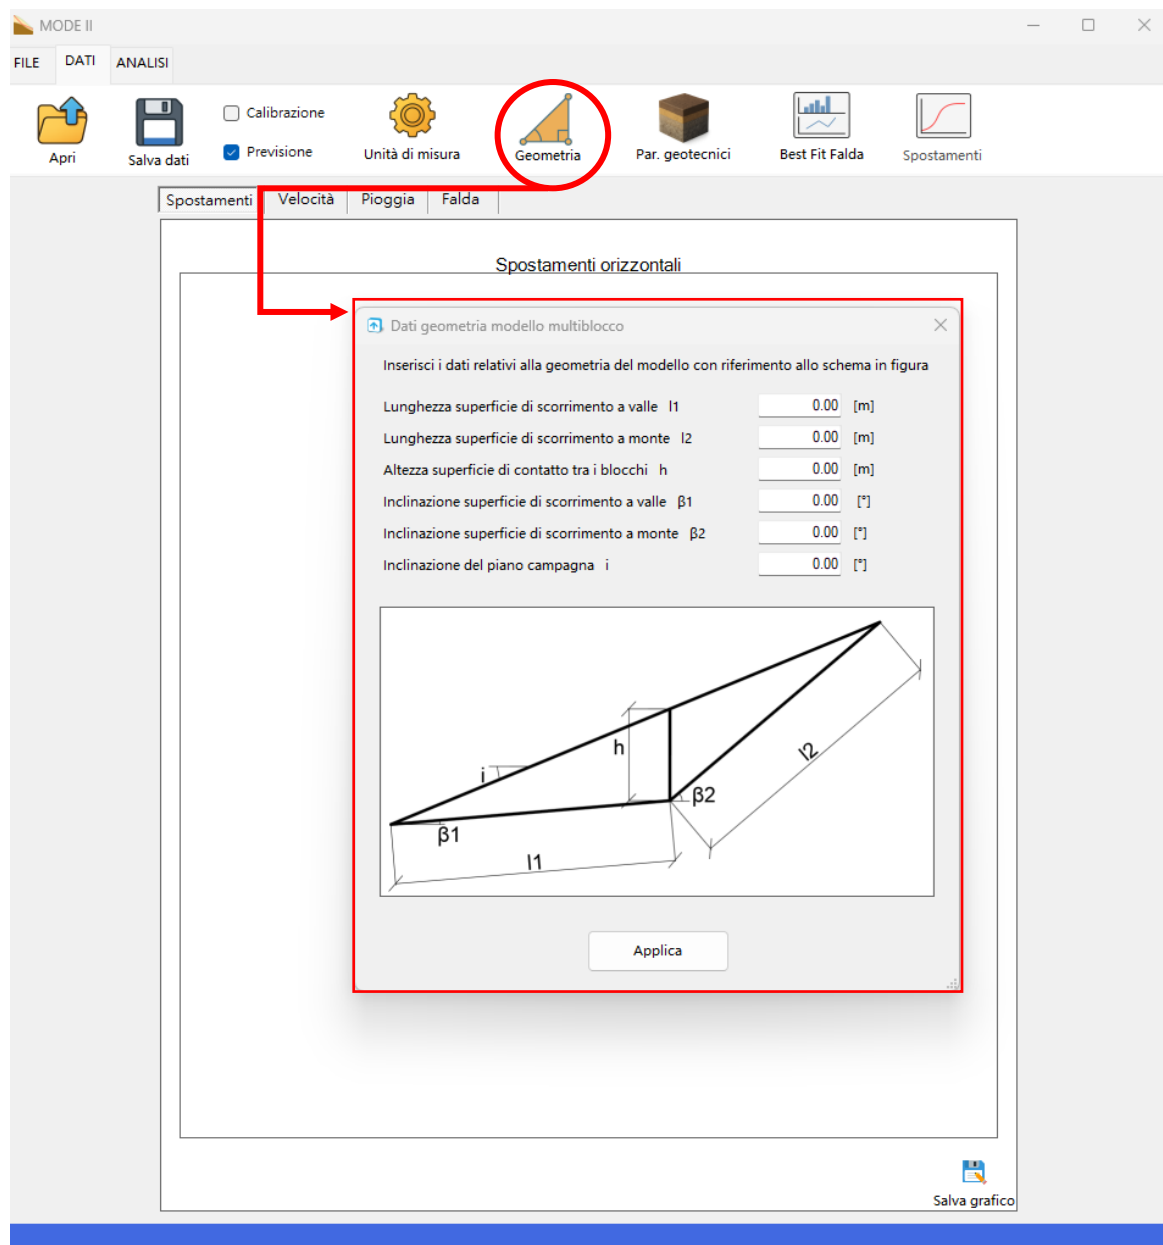 MODE II
FILE DATI ANALISI
Calibrazione
Previsione
Apri Salva dati Unità di misura Geometria Par. geotecnici Best Fit Falda Spostamenti
Spostamenti Velocità Pioggia Falda
Spostamenti orizzontali
Dati geometria modello multiblocco
Inserisci i dati relativi alla geometria del modello con riferimento allo schema in figura
Lunghezza superficie di scorrimento a valle l1 0.00 [m]
Lunghezza superficie di scorrimento a monte l2 0.00 [m]
Altezza superficie di contatto tra i blocchi h 0.00 [m]
Inclinazione superficie di scorrimento a valle β1 0.00 [°]
Inclinazione superficie di scorrimento a monte β2 0.00 [°]
Inclinazione del piano campagna i 0.00 [°]
h
l2
i
β2
β1
l1
Applica
Salva grafico